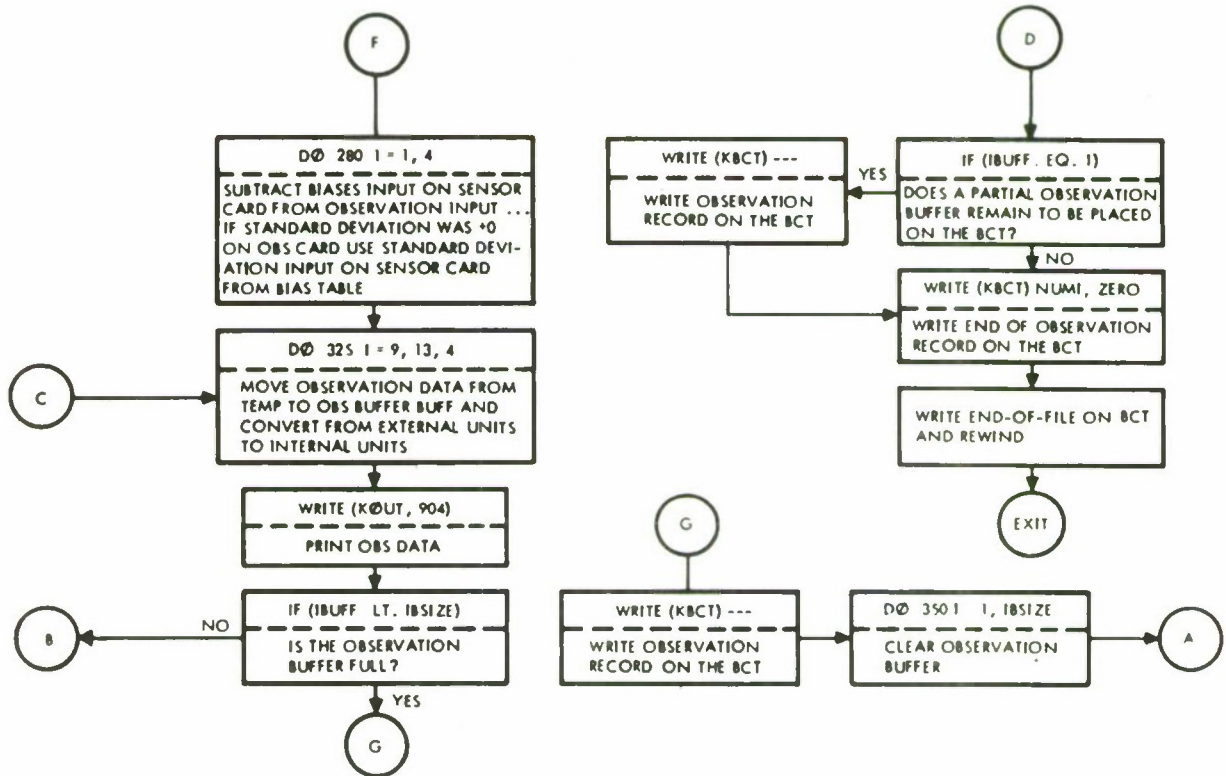 F
DØ 280 I = 1, 4
SUBTRACT BIASES INPUT ON SENSOR
CARD FROM OBSERVATION INPUT ...
IF STANDARD DEVIATION WAS +0
ON OBS CARD USE STANDARD DEVI-
ATION INPUT ON SENSOR CARD
FROM BIAS TABLE
C
DØ 325 I = 9, 13, 4
MOVE OBSERVATION DATA FROM
TEMP TO OBS BUFFER BUFF AND
CONVERT FROM EXTERNAL UNITS
TO INTERNAL UNITS
WRITE (KØUT, 904)
PRINT OBS DATA
IF (IBUFF LT. IBSIZE)
IS THE OBSERVATION
BUFFER FULL?
NO
B
YES
G
D
IF (IBUFF. EQ. 1)
DOES A PARTIAL OBSERVATION
BUFFER REMAIN TO BE PLACED
ON THE BCT?
YES
WRITE (KBCT) ---
WRITE OBSERVATION
RECORD ON THE BCT
NO
WRITE (KBCT) NUMI, ZERO
WRITE END OF OBSERVATION
RECORD ON THE BCT
WRITE END-OF-FILE ON BCT
AND REWIND
EXIT
G
WRITE (KBCT) ---
WRITE OBSERVATION
RECORD ON THE BCT
DØ 350 I 1, IBSIZE
CLEAR OBSERVATION
BUFFER
A